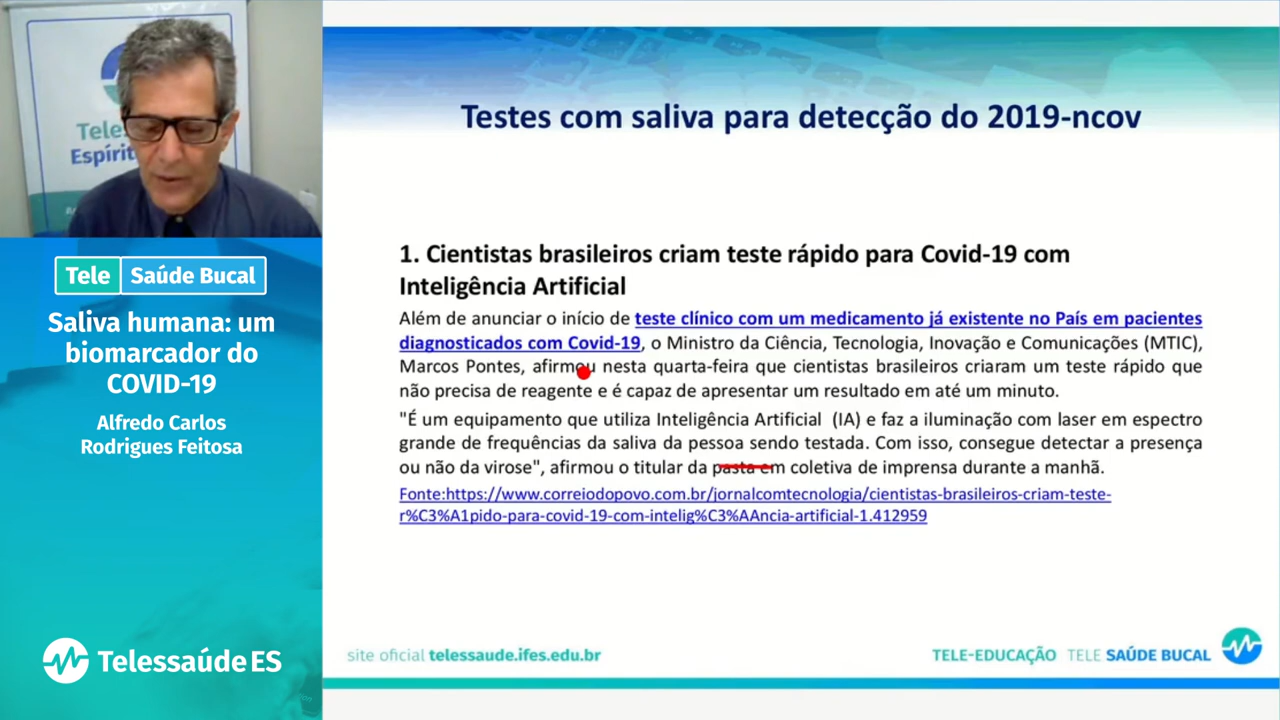 Tele
Espírit
Tele Saúde Bucal
Saliva humana: um
biomarcador do
COVID-19
Alfredo Carlos
Rodrigues Feitosa
Telessaúde ES
Testes com saliva para detecção do 2019-ncov
1. Cientistas brasileiros criam teste rápido para Covid-19 com
Inteligência Artificial
Além de anunciar o início de teste clínico com um medicamento já existente no País em pacientes
diagnosticados com Covid-19, o Ministro da Ciência, Tecnologia, Inovação e Comunicações (MTIC),
Marcos Pontes, afirmou nesta quarta-feira que cientistas brasileiros criaram um teste rápido que
não precisa de reagente e é capaz de apresentar um resultado em até um minuto.
"É um equipamento que utiliza Inteligência Artificial (IA) e faz a iluminação com laser em espectro
grande de frequências da saliva da pessoa sendo testada. Com isso, consegue detectar a presença
ou não da virose", afirmou o titular da pasta em coletiva de imprensa durante a manhã.
Fonte:https://www.correiodopovo.com.br/jornalcomtecnologia/cientistas-brasileiros-criam-teste-
r%C3%A1pido-para-covid-19-com-intelig%C3%AAncia-artificial-1.412959
site oficial telessaude.ifes.edu.br
TELE-EDUCAÇÃO TELE SAÚDE BUCAL